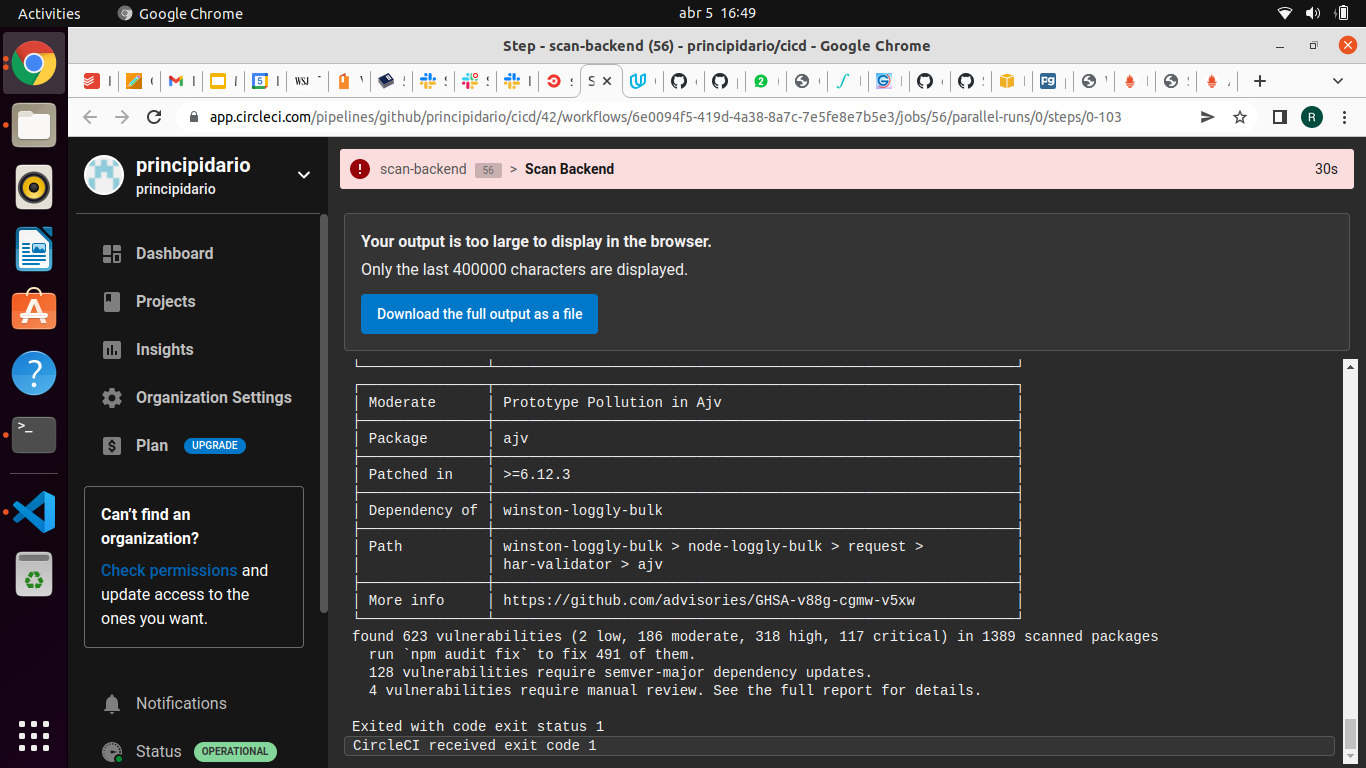 Activities
Google Chrome
abr 5 16:49
Step - scan-backend (56) - principidario/cicd - Google Chrome
app.circleci.com/pipelines/github/principidario/cicd/42/workflows/6e0094f5-419d-4a38-8a7c-7e5fe8e7b5e3/jobs/56/parallel-runs/0/steps/0-103
R
principidario
principidario
Dashboard
Projects
Insights
Organization Settings
Plan UPGRADE
Can't find an
organization?
Check permissions and
update access to the
ones you want.
Notifications
Status OPERATIONAL
scan-backend 56 > Scan Backend 30s
Your output is too large to display in the browser.
Only the last 400000 characters are displayed.
Download the full output as a file
Moderate Prototype Pollution in Ajv
Package ajv
Patched in >=6.12.3
Dependency of winston-loggly-bulk
Path winston-loggly-bulk > node-loggly-bulk > request >
har-validator > ajv
More info https://github.com/advisories/GHSA-v88g-cgmw-v5xw
found 623 vulnerabilities (2 low, 186 moderate, 318 high, 117 critical) in 1389 scanned packages
run `npm audit fix` to fix 491 of them.
128 vulnerabilities require semver-major dependency updates.
4 vulnerabilities require manual review. See the full report for details.
Exited with code exit status 1
CircleCI received exit code 1